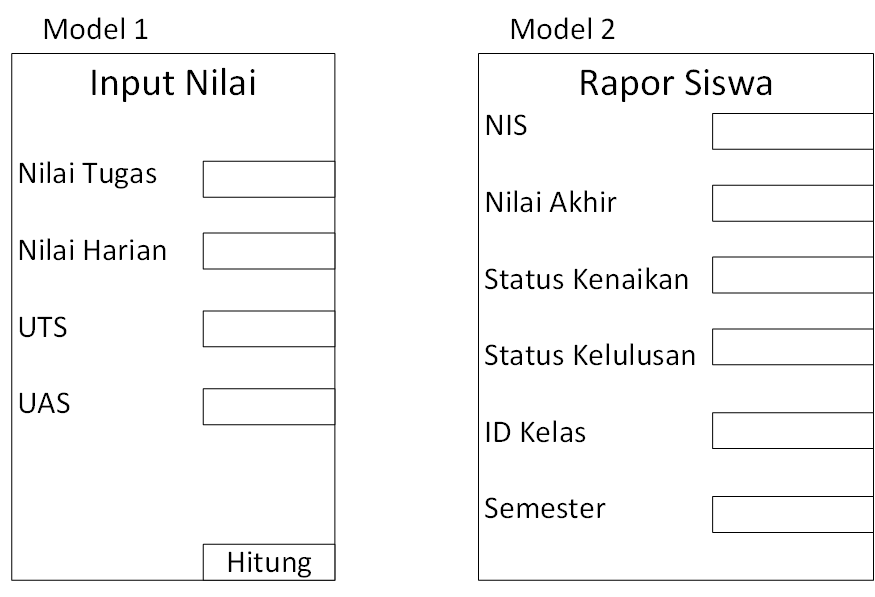 Model 1
Input Nilai
Nilai Tugas
Nilai Harian
UTS
UAS
Hitung
Model 2
Rapor Siswa
NIS
Nilai Akhir
Status Kenaikan
Status Kelulusan
ID Kelas
Semester